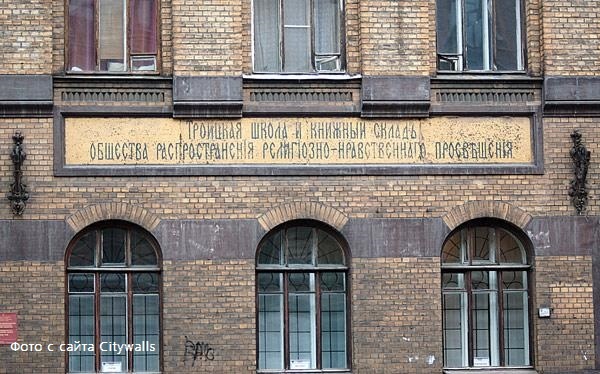 ТРОИЦКАЯ ШКОЛА И КНИЖНЫЙ СКЛАДЪ
ОБЩЕСТВА РАСПРОСТРАНЕНІЯ РЕЛИГІОЗНО-НРАВСТВЕННАГО ПРОСВѢЩЕНІЯ
Фото с сайта Citywalls